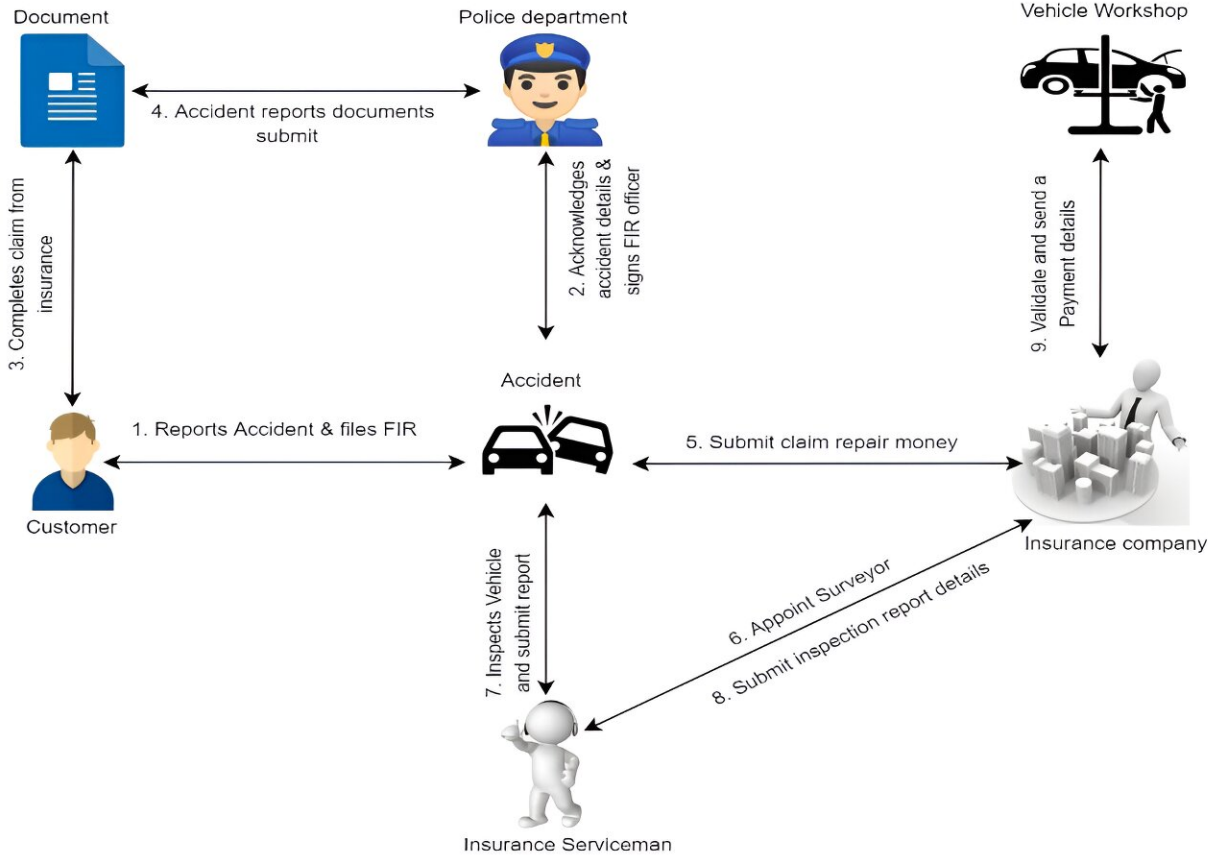 Document
Police department
Vehicle Workshop
4. Accident reports documents
submit
3. Completes claim from
insurance
2. Acknowledges
accident details &
signs FIR officer
9. Validate and send a
Payment details
Accident
1. Reports Accident & files FIR
5. Submit claim repair money
Customer
Insurance company
7. Inspects Vehicle
and submit report
6. Appoint Surveyor
8. Submit inspection report details
Insurance Serviceman